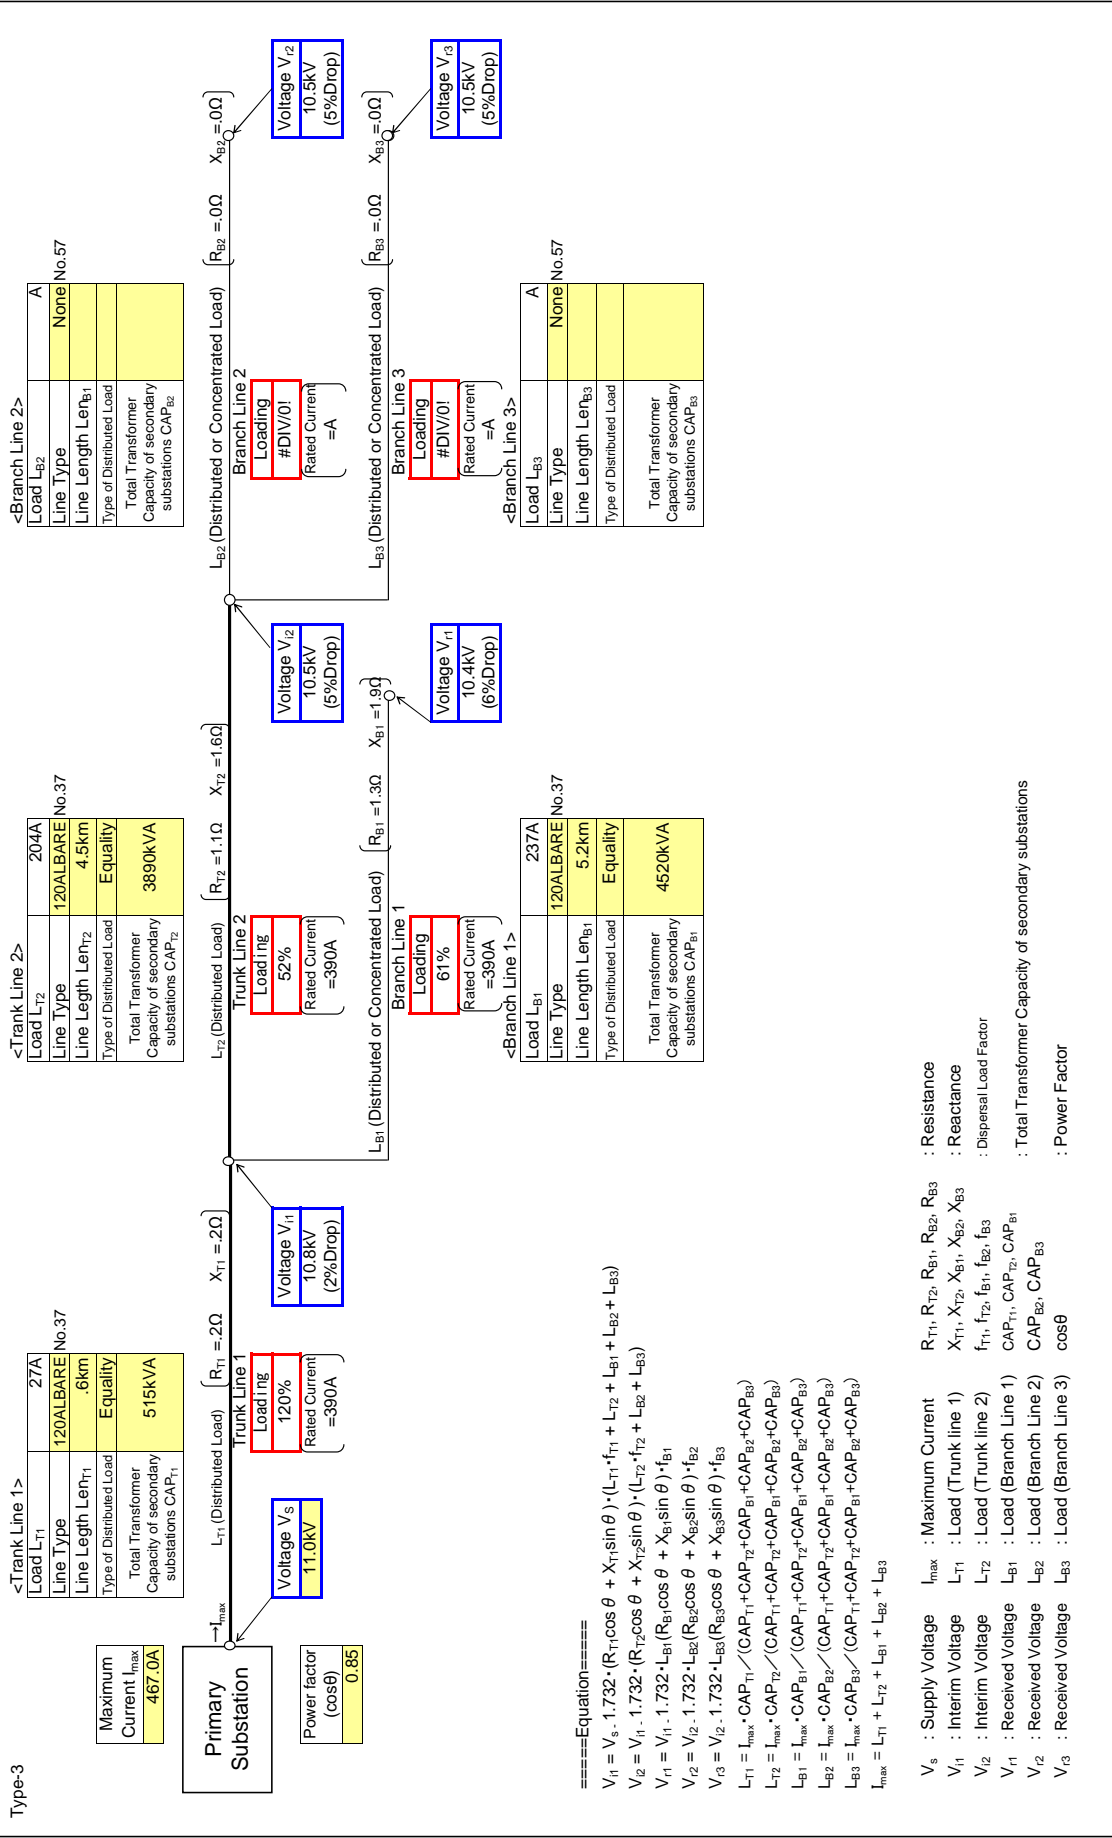 Type-3
Maximum
Current Imax
467.0A
Primary
Substation
Power factor
(cosθ)
0.85
→Imax
Voltage VS
11.0kV
<Trank Line 1>
Load LT1 27A
Line Type 120ALBARE No.37
Line Legth LenT1 .6km
Type of Distributed Load Equality
Total Transformer
Capacity of secondary
substations CAPT1
515kVA
LT1 (Distributed Load)
RT1 =.2Ω XT1 =.2Ω
Trunk Line 1
Loading
120%
Rated Current
=390A
Voltage Vi1
10.8kV
(2%Drop)
<Trank Line 2>
Load LT2 204A
Line Type 120ALBARE No.37
Line Legth LenT2 4.5km
Type of Distributed Load Equality
Total Transformer
Capacity of secondary
substations CAPT2
3890kVA
LT2 (Distributed Load)
RT2 =1.1Ω XT2 =1.6Ω
Trunk Line 2
Loading
52%
Rated Current
=390A
Voltage Vi2
10.5kV
(5%Drop)
LB1 (Distributed or Concentrated Load)
RB1 =1.3Ω XB1 =1.9Ω
Branch Line 1
Loading
61%
Rated Current
=390A
Voltage Vr1
10.4kV
(6%Drop)
<Branch Line 1>
Load LB1 237A
Line Type 120ALBARE No.37
Line Length LenB1 5.2km
Type of Distributed Load Equality
Total Transformer
Capacity of secondary
substations CAPB1
4520kVA
<Branch Line 2>
Load LB2 A
Line Type None No.57
Line Length LenB1
Type of Distributed Load
Total Transformer
Capacity of secondary
substations CAPB2
LB2 (Distributed or Concentrated Load)
RB2 =.0Ω XB2 =.0Ω
Branch Line 2
Loading
#DIV/0!
Rated Current
=A
Voltage Vr2
10.5kV
(5%Drop)
LB3 (Distributed or Concentrated Load)
RB3 =.0Ω XB3 =.0Ω
Branch Line 3
Loading
#DIV/0!
Rated Current
=A
Voltage Vr3
10.5kV
(5%Drop)
<Branch Line 3>
Load LB3 A
Line Type None No.57
Line Length LenB3
Type of Distributed Load
Total Transformer
Capacity of secondary
substations CAPB3
=====Equation=====
Vi1 = VS - 1.732・(RT1cosθ + XT1sinθ)・(LT1・fT1 + LT2 + LB1 + LB2 + LB3)
Vi2 = Vi1 - 1.732・(RT2cosθ + XT2sinθ)・(LT2・fT2 + LB2 + LB3)
Vr1 = Vi1 - 1.732・LB1(RB1cosθ + XB1sinθ)・fB1
Vr2 = Vi2 - 1.732・LB2(RB2cosθ + XB2sinθ)・fB2
Vr3 = Vi2 - 1.732・LB3(RB3cosθ + XB3sinθ)・fB3
LT1 = Imax・CAPT1／(CAPT1+CAPT2+CAPB1+CAPB2+CAPB3)
LT2 = Imax・CAPT2／(CAPT1+CAPT2+CAPB1+CAPB2+CAPB3)
LB1 = Imax・CAPB1／(CAPT1+CAPT2+CAPB1+CAPB2+CAPB3)
LB2 = Imax・CAPB2／(CAPT1+CAPT2+CAPB1+CAPB2+CAPB3)
LB3 = Imax・CAPB3／(CAPT1+CAPT2+CAPB1+CAPB2+CAPB3)
Imax = LT1 + LT2 + LB1 + LB2 + LB3
Vs : Supply Voltage Imax : Maximum Current RT1, RT2, RB1, RB2, RB3 : Resistance
Vi1 : Interim Voltage LT1 : Load (Trunk line 1) XT1, XT2, XB1, XB2, XB3 : Reactance
Vi2 : Interim Voltage LT2 : Load (Trunk line 2) fT1, fT2, fB1, fB2, fB3 : Dispersal Load Factor
Vr1 : Received Voltage LB1 : Load (Branch Line 1) CAPT1, CAPT2, CAPB1 : Total Transformer Capacity of secondary substations
Vr2 : Received Voltage LB2 : Load (Branch Line 2) CAPB2, CAPB3
Vr3 : Received Voltage LB3 : Load (Branch Line 3) cosθ : Power Factor